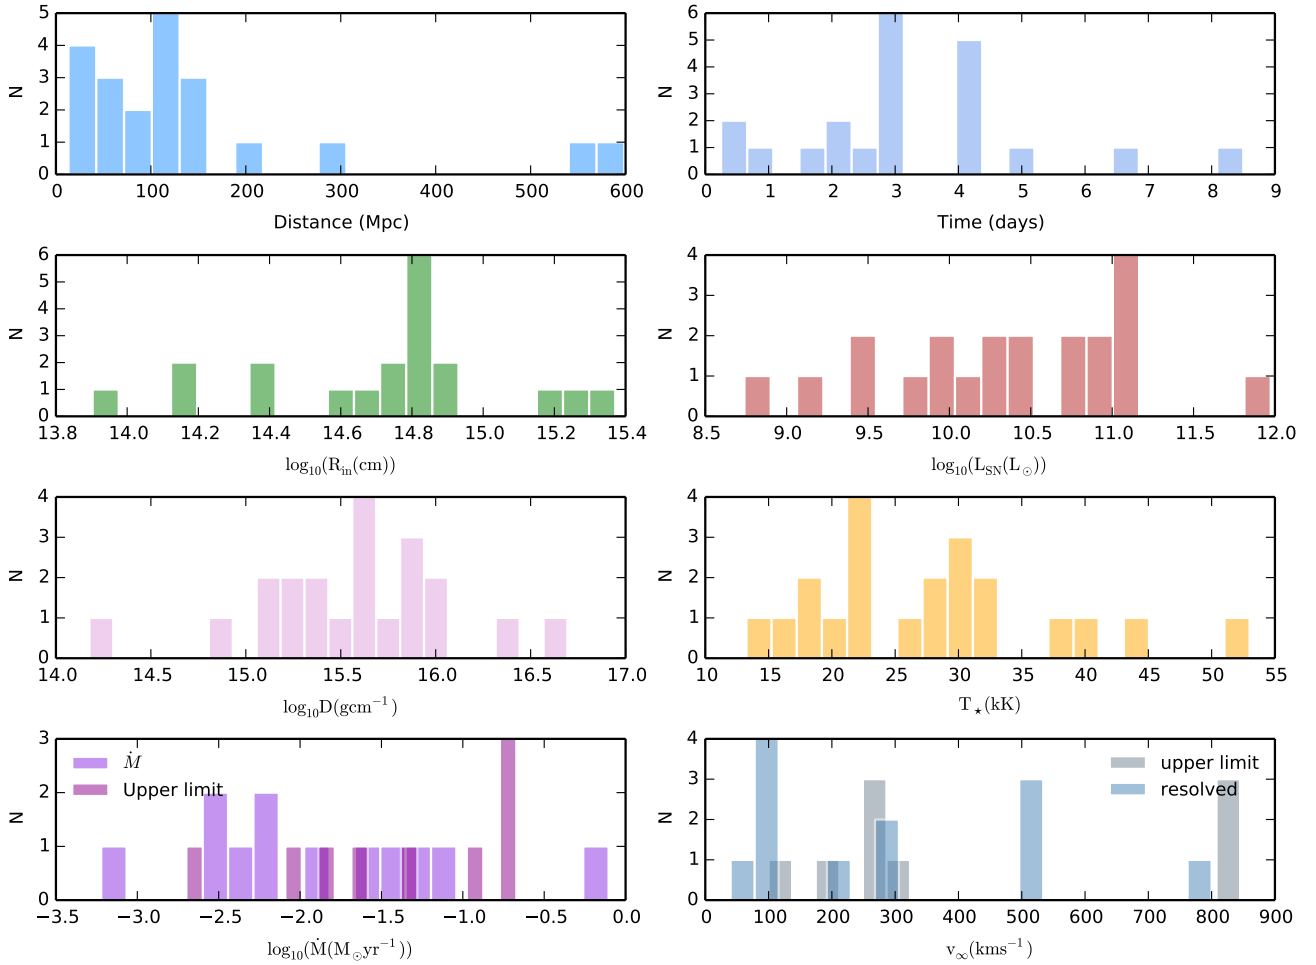 5
4
3
2
1
0
N
0 100 200 300 400 500 600
Distance (Mpc)
6
5
4
3
2
1
0
N
0 1 2 3 4 5 6 7 8 9
Time (days)
6
5
4
3
2
1
0
N
13.8 14.0 14.2 14.4 14.6 14.8 15.0 15.2 15.4
log₁₀(R_in(cm))
4
3
2
1
0
N
8.5 9.0 9.5 10.0 10.5 11.0 11.5 12.0
log₁₀(L_SN(L_⊙))
4
3
2
1
0
N
14.0 14.5 15.0 15.5 16.0 16.5 17.0
log₁₀D(gcm⁻¹)
4
3
2
1
0
N
10 15 20 25 30 35 40 45 50 55
T_⋆(kK)
3
2
1
0
N
Ṁ
Upper limit
−3.5 −3.0 −2.5 −2.0 −1.5 −1.0 −0.5 0.0
log₁₀(Ṁ(M_⊙yr⁻¹))
4
3
2
1
0
N
upper limit
resolved
0 100 200 300 400 500 600 700 800 900
v_∞(kms⁻¹)